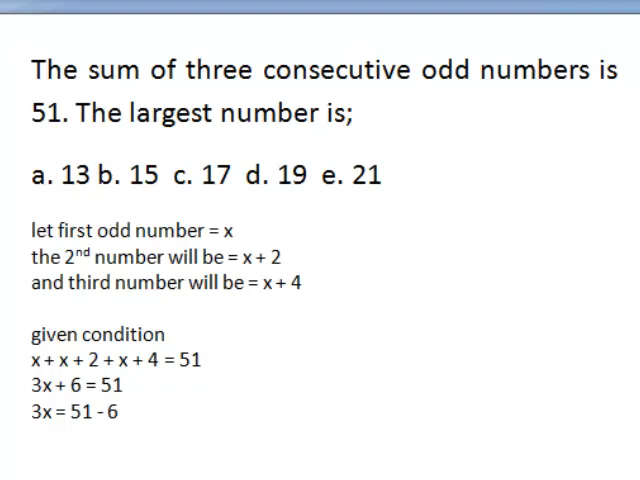 The sum of three consecutive odd numbers is
51. The largest number is;
a. 13 b. 15 c. 17 d. 19 e. 21
let first odd number = x
the 2nd number will be = x + 2
and third number will be = x + 4
given condition
x + x + 2 + x + 4 = 51
3x + 6 = 51
3x = 51 - 6